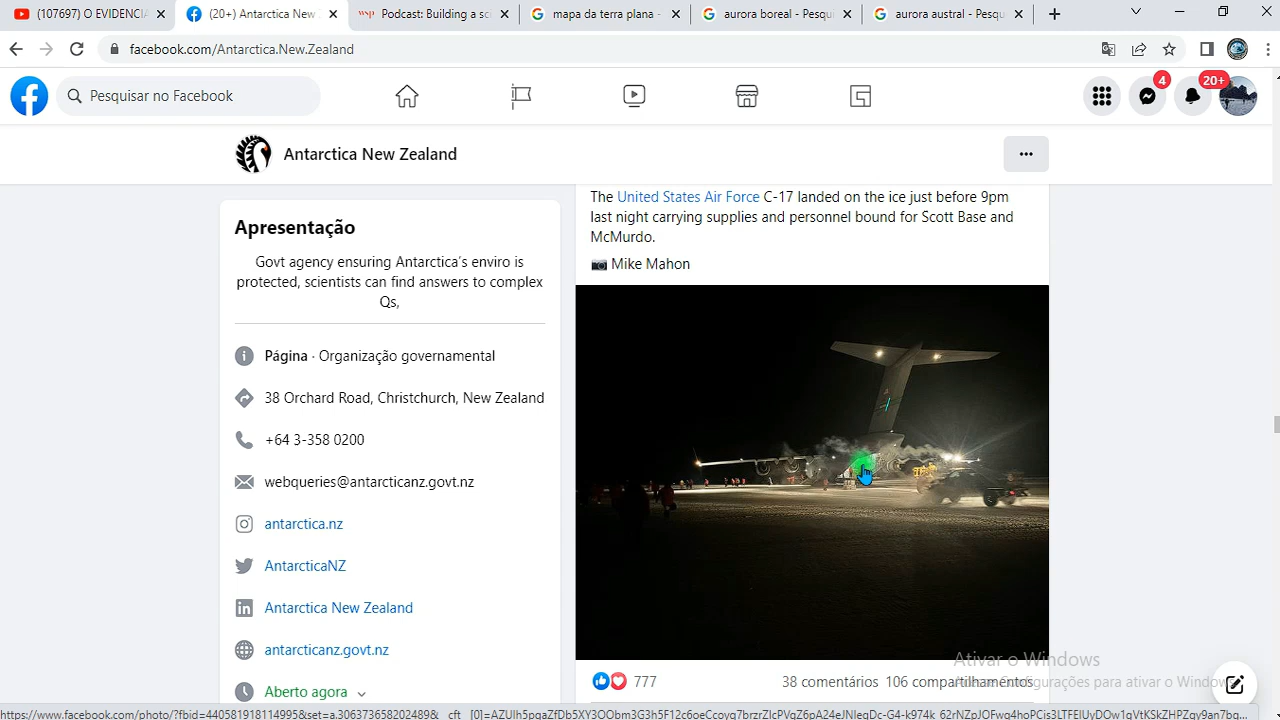 (107697) O EVIDENCIA
(20+) Antarctica New
Podcast: Building a sc
mapa da terra plana -
aurora boreal - Pesqui
aurora austral - Pesqu
facebook.com/Antarctica.New.Zealand
Pesquisar no Facebook
4
20+
Antarctica New Zealand
Apresentação
Govt agency ensuring Antarctica's enviro is
protected, scientists can find answers to complex
Qs,
Página · Organização governamental
38 Orchard Road, Christchurch, New Zealand
+64 3-358 0200
webqueries@antarcticanz.govt.nz
antarctica.nz
AntarcticaNZ
Antarctica New Zealand
antarcticanz.govt.nz
Aberto agora
The United States Air Force C-17 landed on the ice just before 9pm
last night carrying supplies and personnel bound for Scott Base and
McMurdo.
📷 Mike Mahon
777
38 comentários 106 compartilhamentos
Ativar o Windows